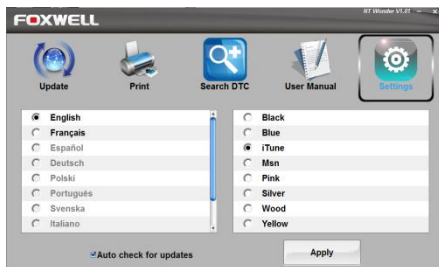 FOXWELL
BT Wonder V1.01
Update
Print
Search DTC
User Manual
Settings
English
Français
Español
Deutsch
Polski
Português
Svenska
Italiano
Black
Blue
iTune
Msn
Pink
Silver
Wood
Yellow
Auto check for updates
Apply